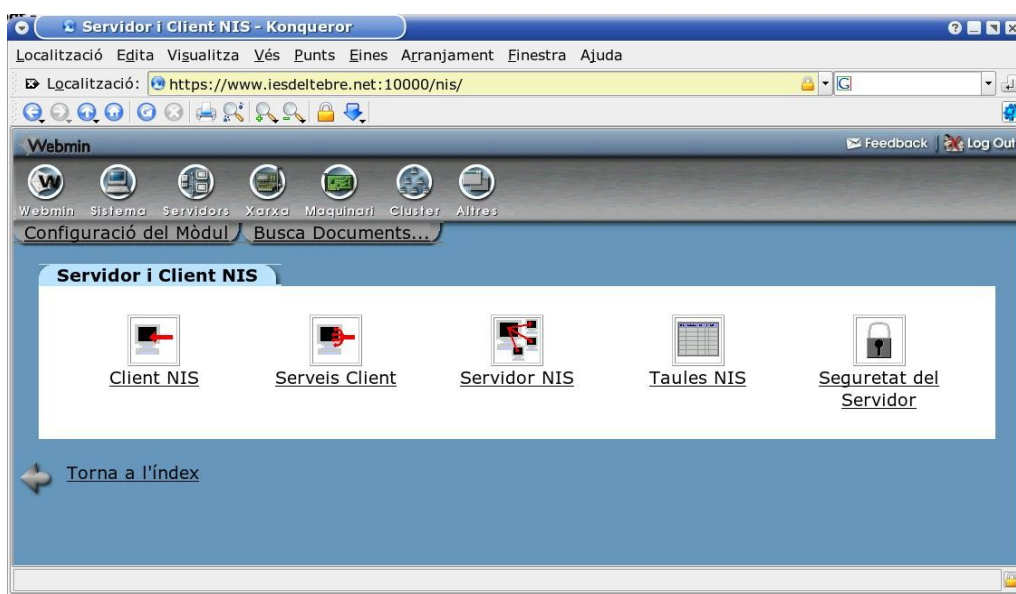 Servidor i Client NIS - Konqueror
Localització Edita Visualitza Vés Punts Eines Arranjament Finestra Ajuda
Localització: https://www.iesdeltebre.net:10000/nis/
Webmin Feedback Log Out
Webmin Sistema Servidors Xarxa Maquinari Cluster Altres
Configuració del Mòdul Busca Documents...
Servidor i Client NIS
Client NIS Serveis Client Servidor NIS Taules NIS Seguretat del
Servidor
Torna a l'índex